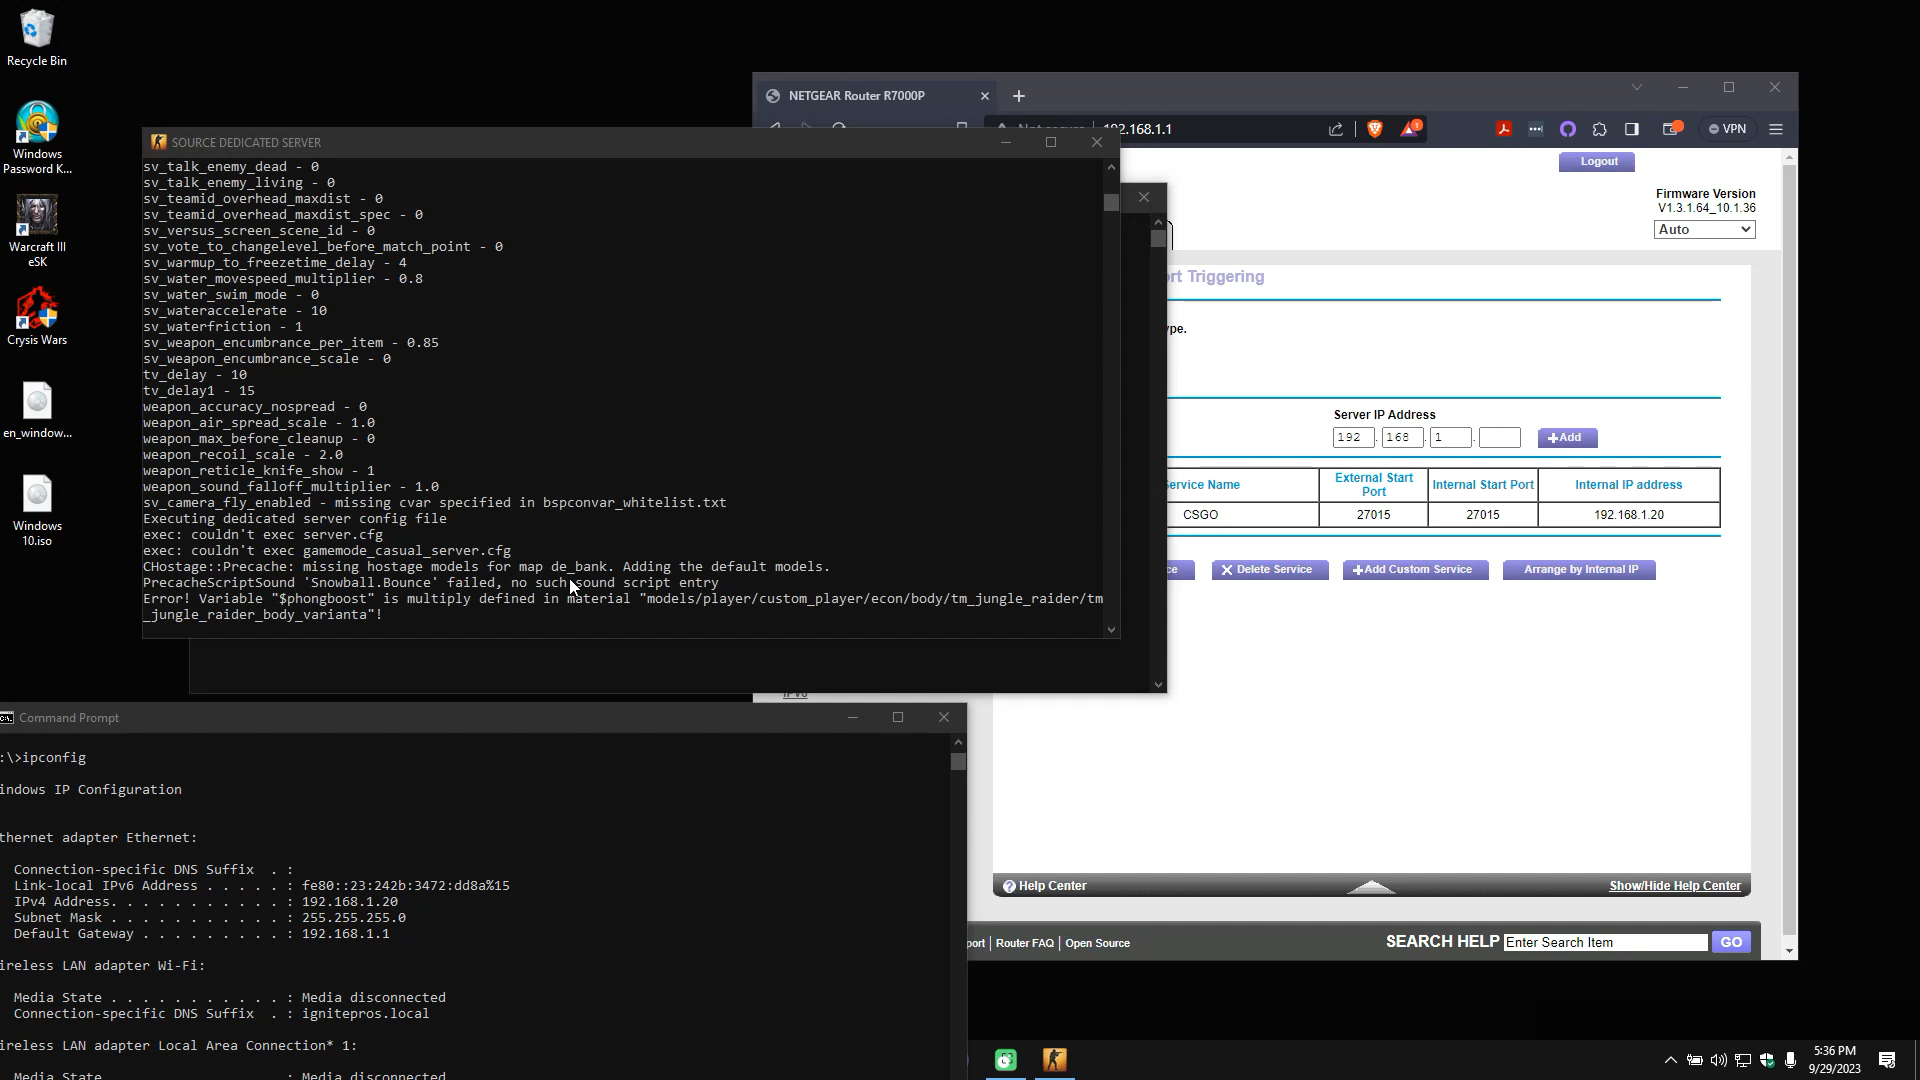 Recycle Bin
Windows
Password K...
Warcraft III
eSK
Crysis Wars
en_window...
Windows
10.iso
NETGEAR Router R7000P
192.168.1.1
VPN
Logout
Firmware Version
V1.3.1.64_10.1.36
Auto
rt Triggering
ype.
Server IP Address
192 . 168 . 1 .
Add
ervice Name
External Start
Port
Internal Start Port
Internal IP address
CSGO
27015
27015
192.168.1.20
ce
Delete Service
Add Custom Service
Arrange by Internal IP
Help Center
Show/Hide Help Center
port | Router FAQ | Open Source
SEARCH HELP
Enter Search Item
GO
SOURCE DEDICATED SERVER
sv_talk_enemy_dead - 0
sv_talk_enemy_living - 0
sv_teamid_overhead_maxdist - 0
sv_teamid_overhead_maxdist_spec - 0
sv_versus_screen_scene_id - 0
sv_vote_to_changelevel_before_match_point - 0
sv_warmup_to_freezetime_delay - 4
sv_water_movespeed_multiplier - 0.8
sv_water_swim_mode - 0
sv_wateraccelerate - 10
sv_waterfriction - 1
sv_weapon_encumbrance_per_item - 0.85
sv_weapon_encumbrance_scale - 0
tv_delay - 10
tv_delay1 - 15
weapon_accuracy_nospread - 0
weapon_air_spread_scale - 1.0
weapon_max_before_cleanup - 0
weapon_recoil_scale - 2.0
weapon_reticle_knife_show - 1
weapon_sound_falloff_multiplier - 1.0
sv_camera_fly_enabled - missing cvar specified in bspconvar_whitelist.txt
Executing dedicated server config file
exec: couldn't exec server.cfg
exec: couldn't exec gamemode_casual_server.cfg
CHostage::Precache: missing hostage models for map de_bank. Adding the default models.
PrecacheScriptSound 'Snowball.Bounce' failed, no such sound script entry
Error! Variable "$phongboost" is multiply defined in material "models/player/custom_player/econ/body/tm_jungle_raider/tm
_jungle_raider_body_varianta"!
Command Prompt
:\>ipconfig
indows IP Configuration
thernet adapter Ethernet:
Connection-specific DNS Suffix . :
Link-local IPv6 Address . . . . . : fe80::23:242b:3472:dd8a%15
IPv4 Address. . . . . . . . . . . : 192.168.1.20
Subnet Mask . . . . . . . . . . . : 255.255.255.0
Default Gateway . . . . . . . . . : 192.168.1.1
ireless LAN adapter Wi-Fi:
Media State . . . . . . . . . . . : Media disconnected
Connection-specific DNS Suffix . : ignitepros.local
ireless LAN adapter Local Area Connection* 1:
Media State . . . . . . . . . . . : Media disconnected
5:36 PM
9/29/2023